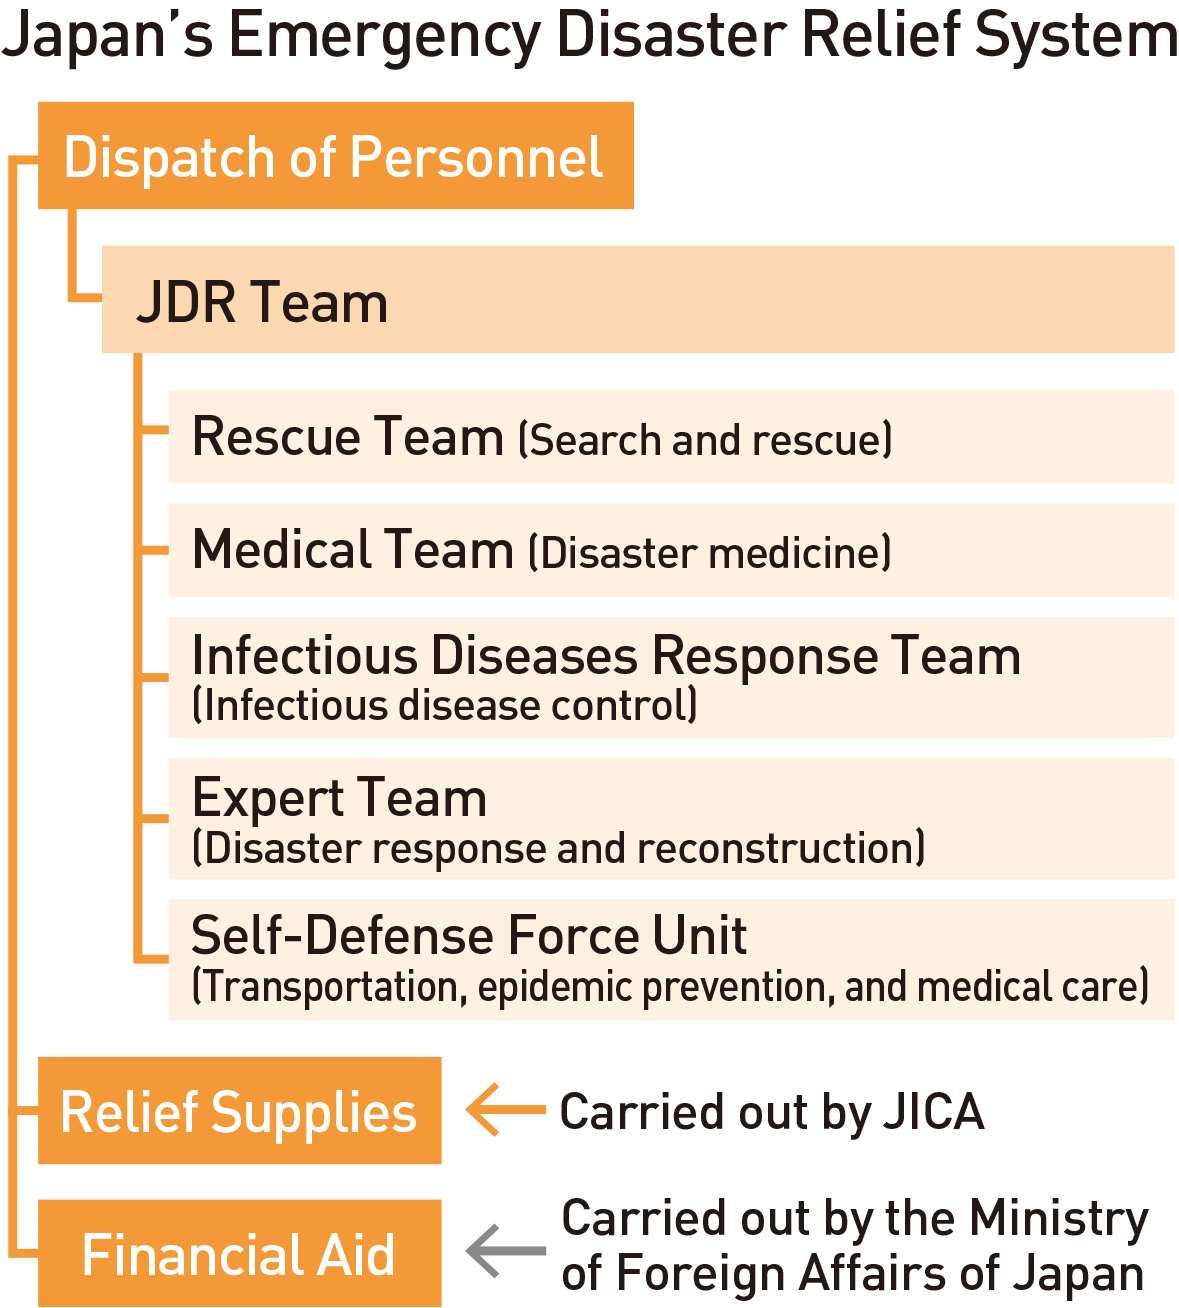 Japan’s Emergency Disaster Relief System
Dispatch of Personnel
JDR Team
Rescue Team (Search and rescue)
Medical Team (Disaster medicine)
Infectious Diseases Response Team
(Infectious disease control)
Expert Team
(Disaster response and reconstruction)
Self-Defense Force Unit
(Transportation, epidemic prevention, and medical care)
Relief Supplies
Carried out by JICA
Financial Aid
Carried out by the Ministry
of Foreign Affairs of Japan